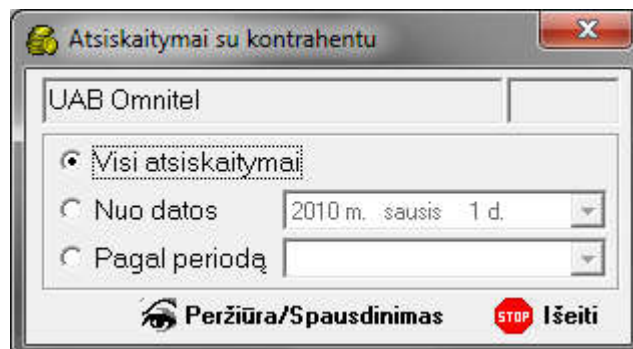 Atsiskaitymai su kontrahentu
UAB Omnitel
Visi atsiskaitymai
Nuo datos 2010 m. sausis 1 d.
Pagal periodą
Peržiūra/Spausdinimas STOP Išeiti